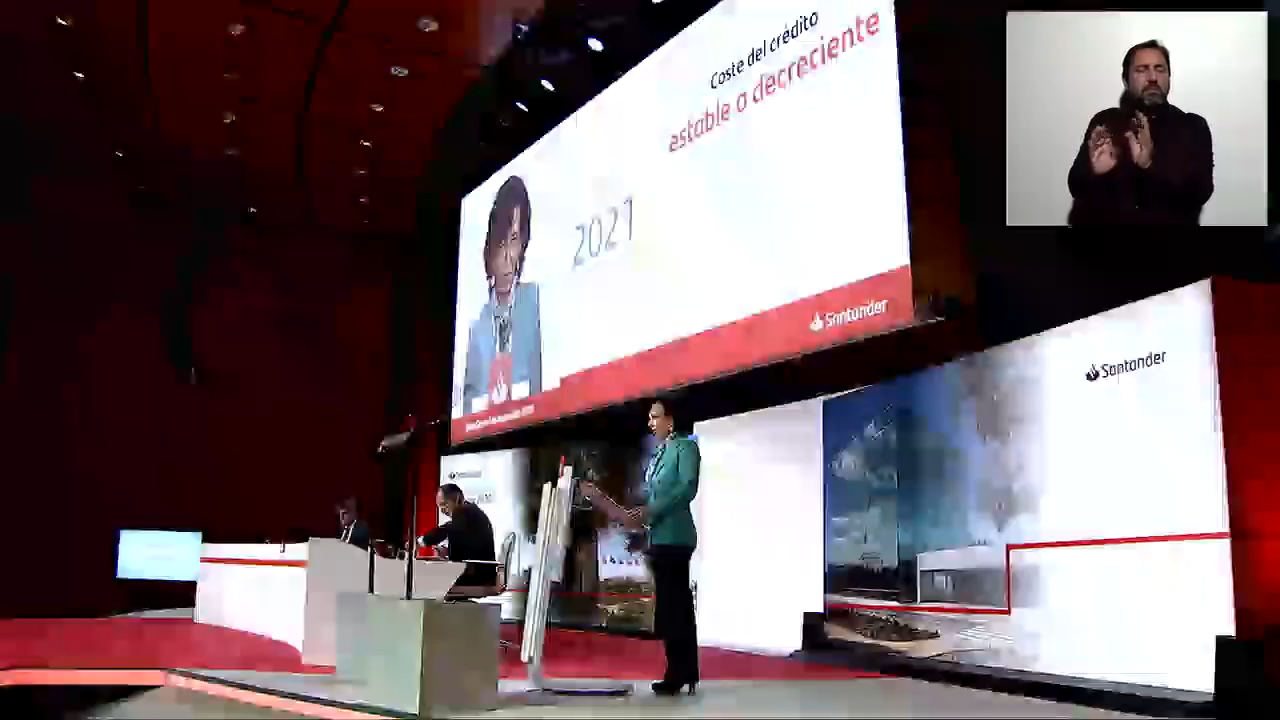 Coste del crédito
estable o decreciente
2021
Santander
Santander